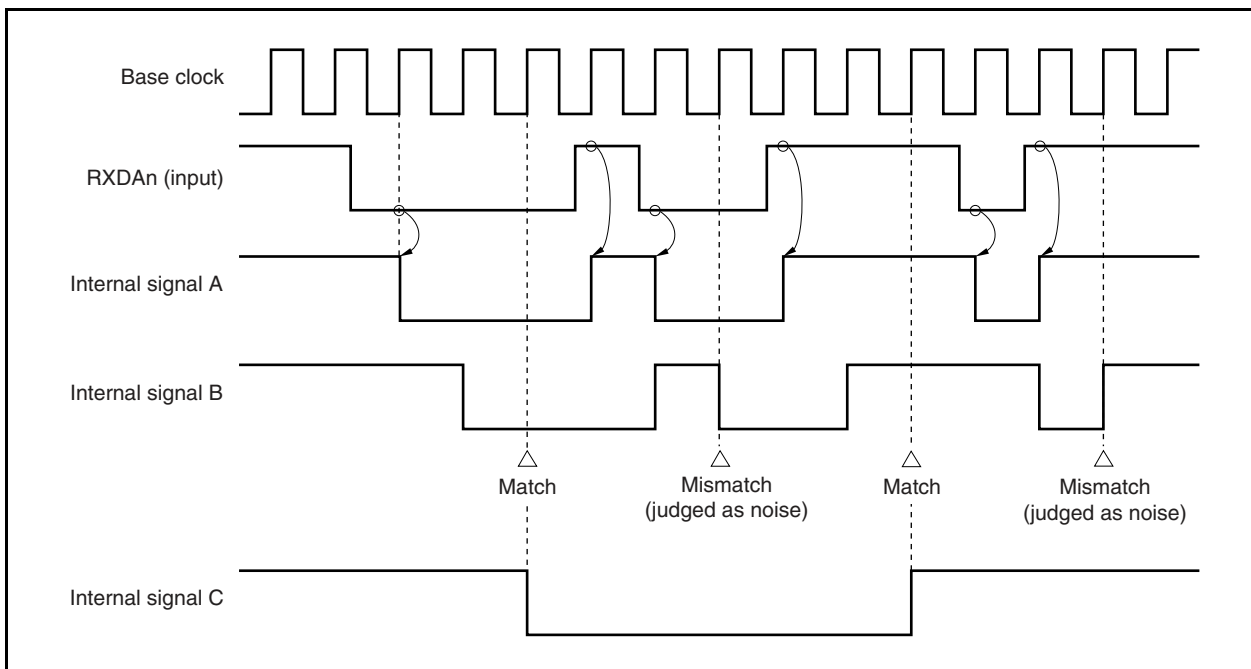 Base clock
RXDAn (input)
Internal signal A
Internal signal B
Match
Mismatch
(judged as noise)
Match
Mismatch
(judged as noise)
Internal signal C